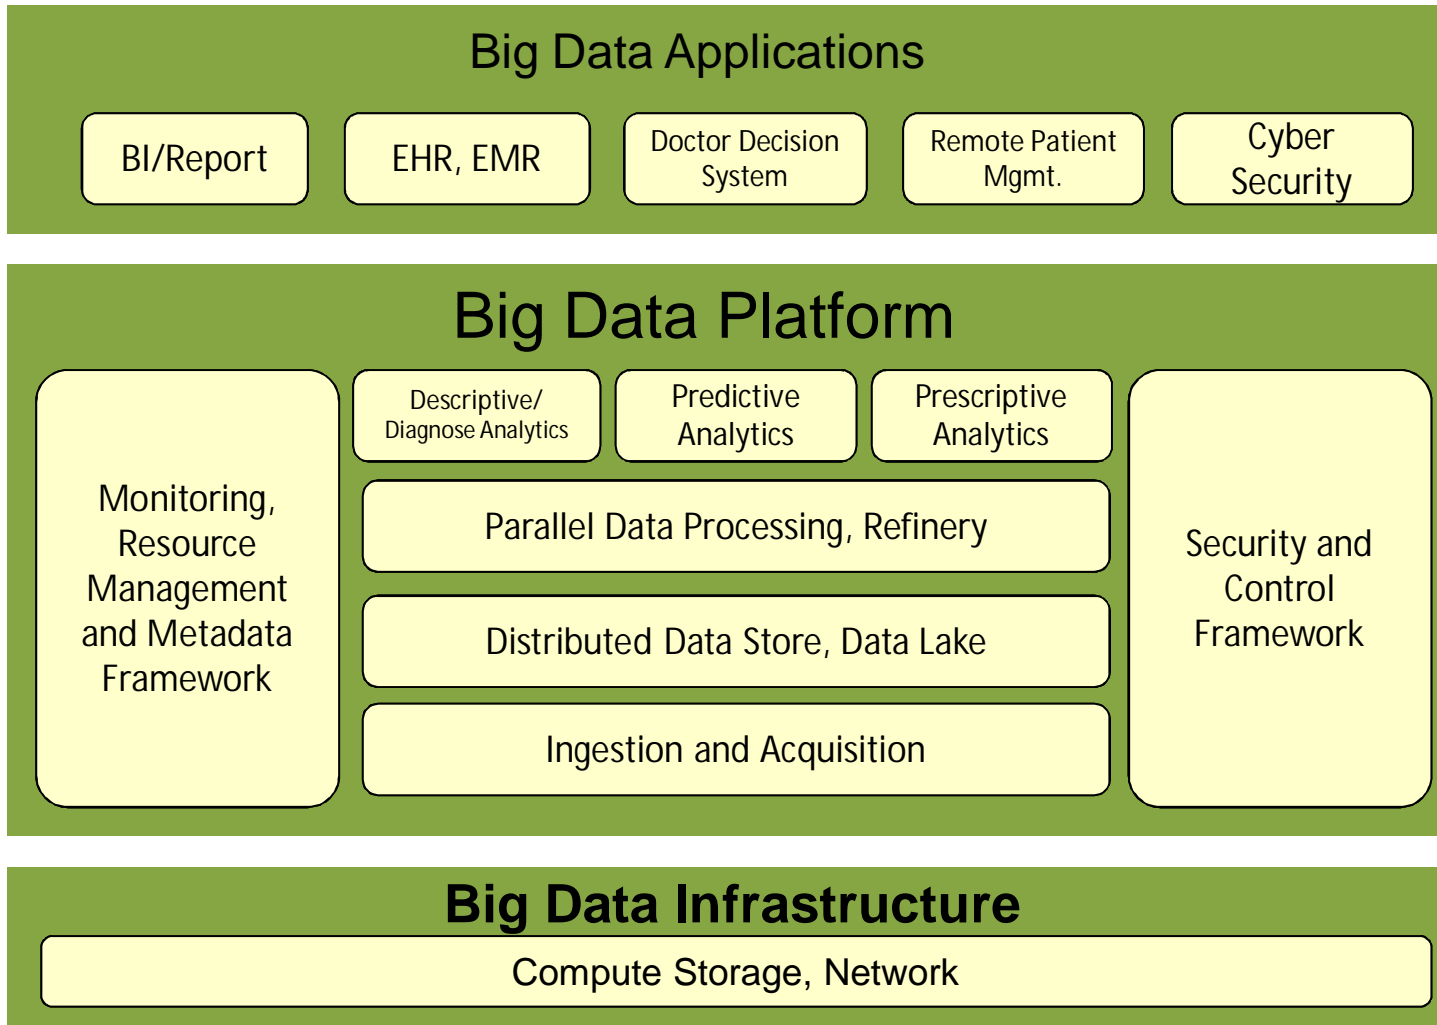 Big Data Applications
BI/Report
EHR, EMR
Doctor Decision
System
Remote Patient
Mgmt.
Cyber
Security
Big Data Platform
Monitoring,
Resource
Management
and Metadata
Framework
Descriptive/
Diagnose Analytics
Predictive
Analytics
Prescriptive
Analytics
Parallel Data Processing, Refinery
Distributed Data Store, Data Lake
Ingestion and Acquisition
Security and
Control
Framework
Big Data Infrastructure
Compute Storage, Network